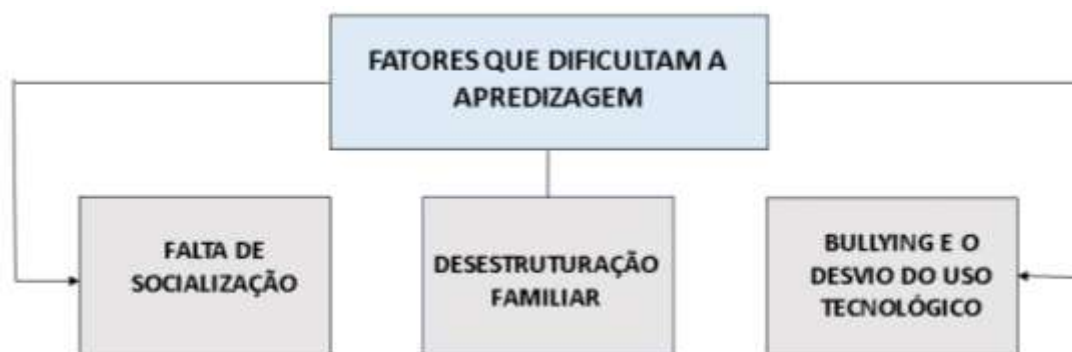 FATORES QUE DIFICULTAM A
APREDIZAGEM
FALTA DE
SOCIALIZAÇÃO
DESESTRUTURAÇÃO
FAMILIAR
BULLYING E O
DESVIO DO USO
TECNOLÓGICO